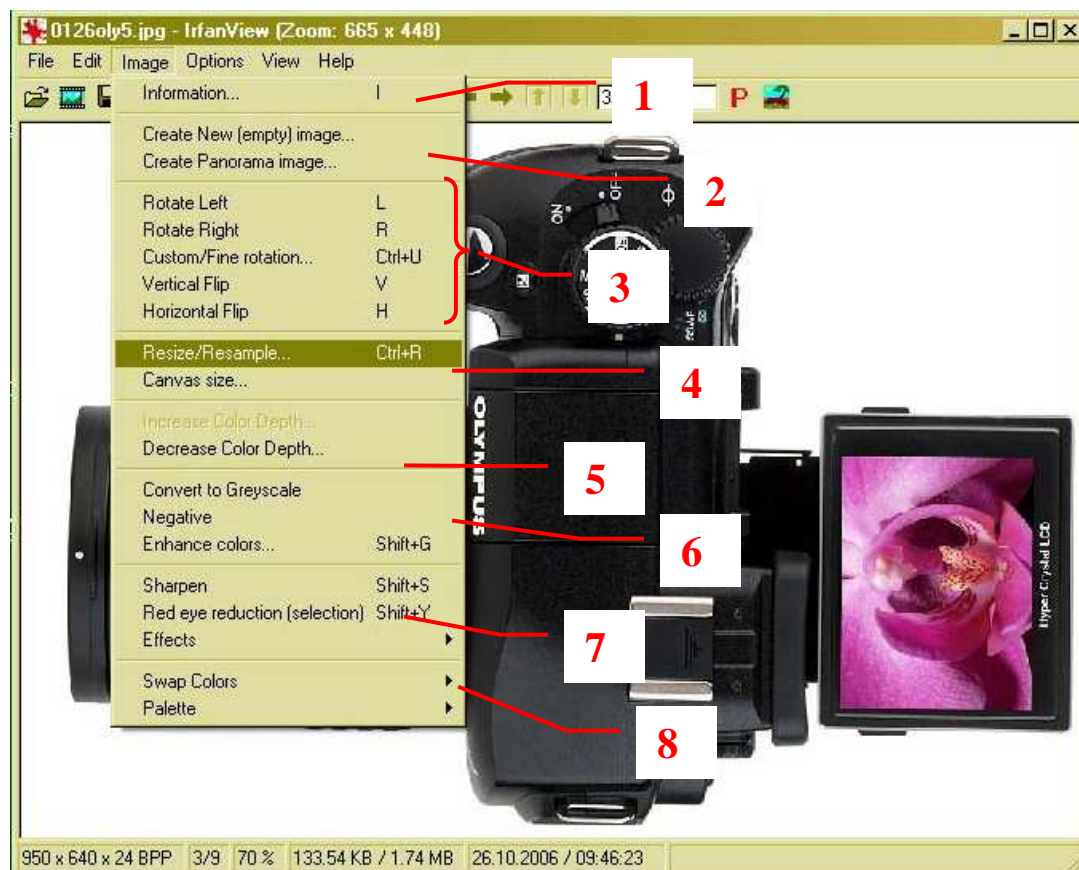 0126oly5.jpg - IrfanView (Zoom: 665 x 448)
File Edit Image Options View Help
3
P
Information... I
1
Create New (empty) image...
Create Panorama image...
2
Rotate Left L
Rotate Right R
Custom/Fine rotation... Ctrl+U
Vertical Flip V
Horizontal Flip H
3
ON
Resize/Resample... Ctrl+R
4
Canvas size...
Increase Color Depth...
Decrease Color Depth...
5
Convert to Greyscale
Negative
Enhance colors... Shift+G
6
Sharpen Shift+S
Red eye reduction (selection) Shift+Y
Effects
7
Swap Colors
Palette
8
OLYMPUS
Hyper Crystal LCD
950 x 640 x 24 BPP 3/9 70 % 133.54 KB / 1.74 MB 26.10.2006 / 09:46:23